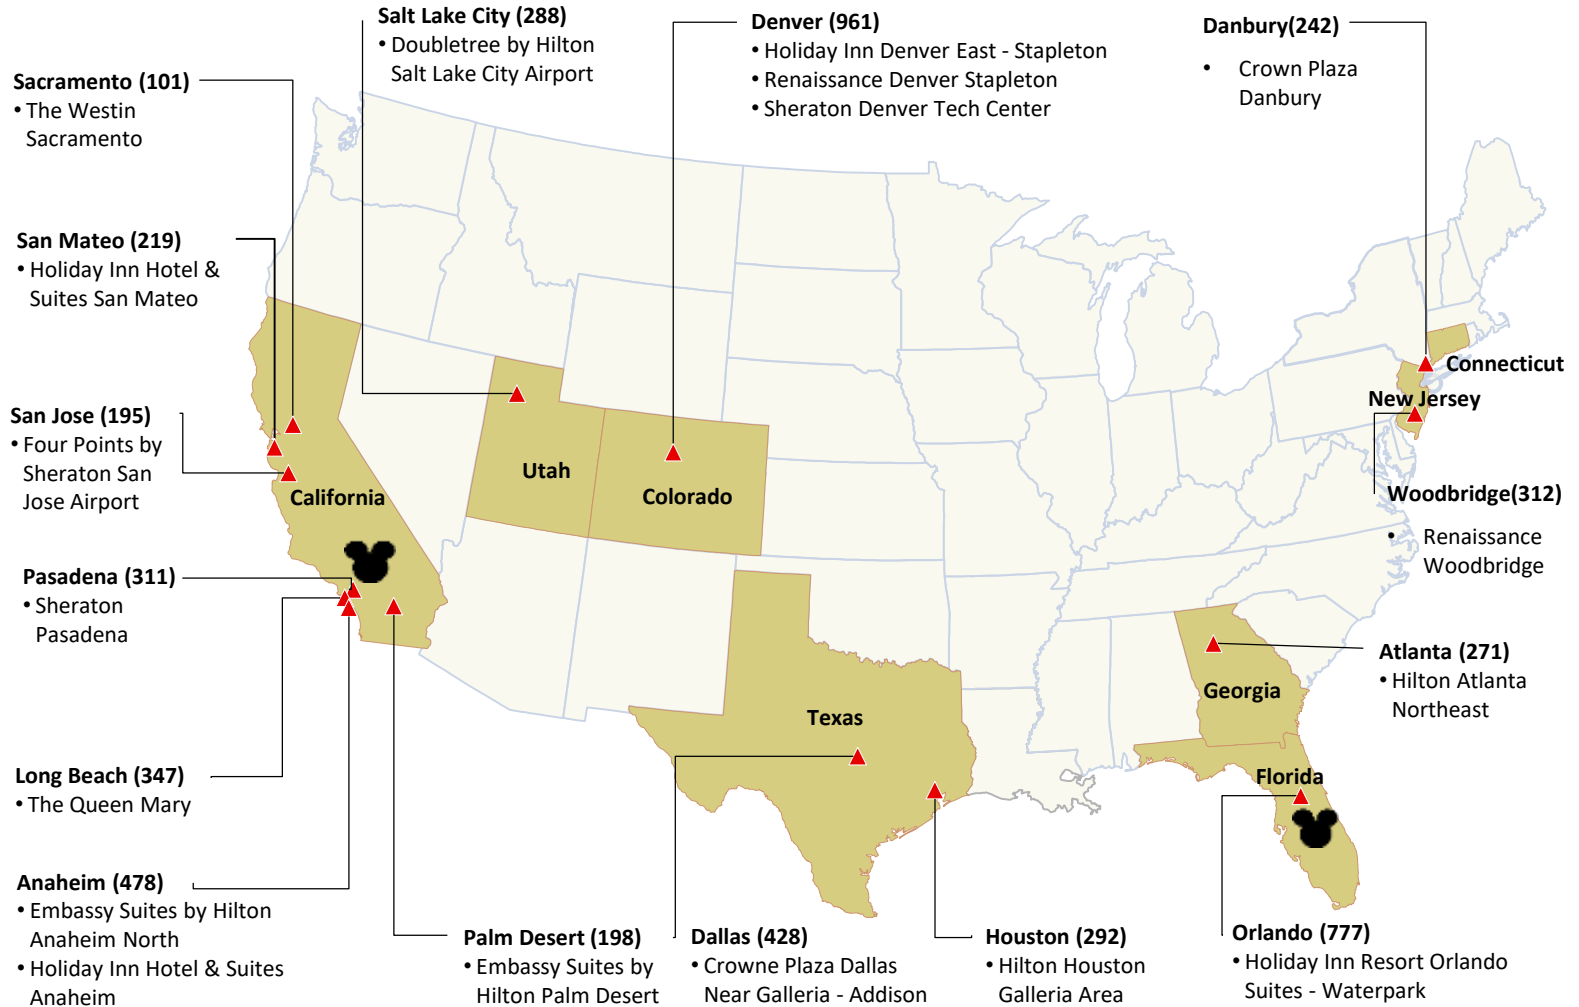 Salt Lake City (288)
• Doubletree by Hilton
Salt Lake City Airport
Denver (961)
• Holiday Inn Denver East - Stapleton
• Renaissance Denver Stapleton
• Sheraton Denver Tech Center
Danbury(242)
• Crown Plaza
Danbury
Sacramento (101)
• The Westin
Sacramento
San Mateo (219)
• Holiday Inn Hotel &
Suites San Mateo
San Jose (195)
• Four Points by
Sheraton San
Jose Airport
Pasadena (311)
• Sheraton
Pasadena
Long Beach (347)
• The Queen Mary
Anaheim (478)
• Embassy Suites by Hilton
Anaheim North
• Holiday Inn Hotel & Suites
Anaheim
California
Utah
Colorado
Texas
Georgia
Florida
Connecticut
New Jersey
Woodbridge(312)
• Renaissance
Woodbridge
Atlanta (271)
• Hilton Atlanta
Northeast
Palm Desert (198)
• Embassy Suites by
Hilton Palm Desert
Dallas (428)
• Crowne Plaza Dallas
Near Galleria - Addison
Houston (292)
• Hilton Houston
Galleria Area
Orlando (777)
• Holiday Inn Resort Orlando
Suites - Waterpark